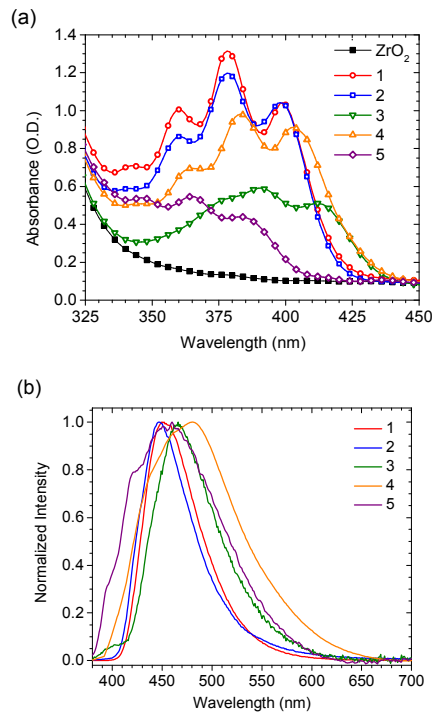 (a)
1.4
1.2
1.0
0.8
0.6
0.4
0.2
0.0
Absorbance (O.D.)
ZrO₂
1
2
3
4
5
325 350 375 400 425 450
Wavelength (nm)
(b)
1.0
0.8
0.6
0.4
0.2
0.0
Normalized Intensity
1
2
3
4
5
400 450 500 550 600 650 700
Wavelength (nm)